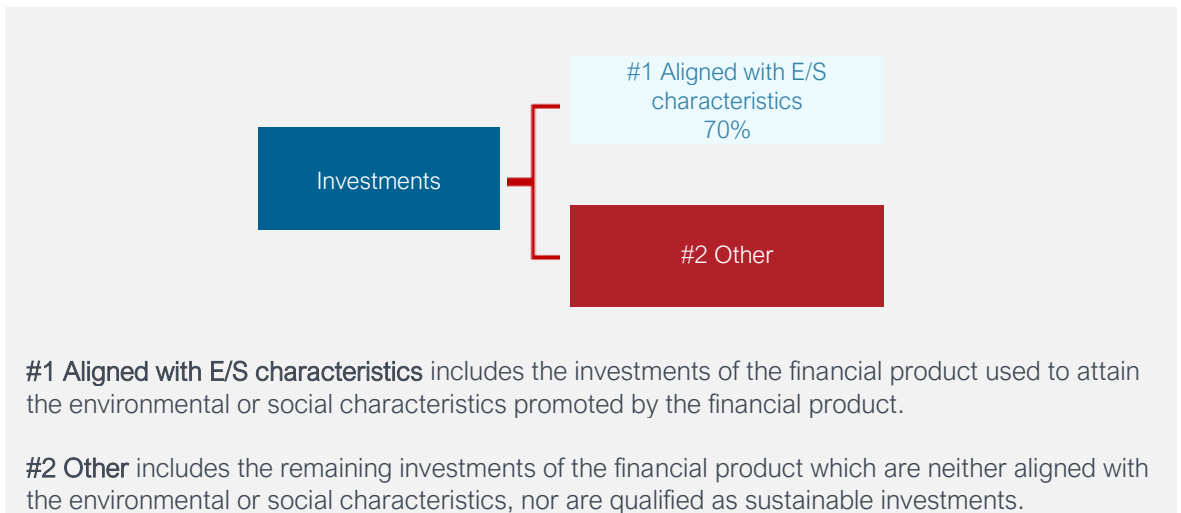 #1 Aligned with E/S
characteristics
70%
Investments
#2 Other
#1 Aligned with E/S characteristics includes the investments of the financial product used to attain
the environmental or social characteristics promoted by the financial product.
#2 Other includes the remaining investments of the financial product which are neither aligned with
the environmental or social characteristics, nor are qualified as sustainable investments.